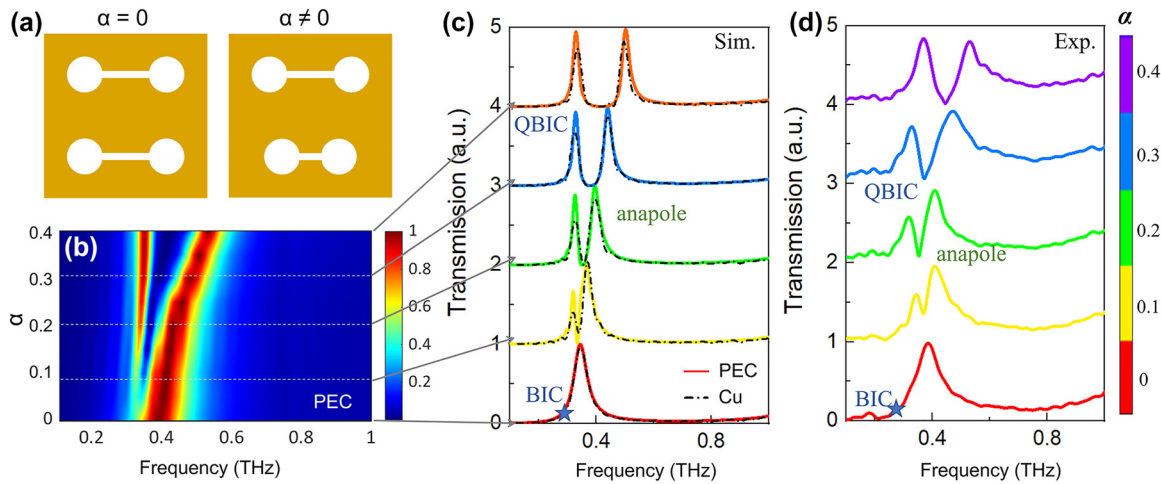 (a)
α = 0
α ≠ 0
(b)
α
0.4
0.3
0.2
0.1
0
PEC
0.2
0.4
0.6
0.8
1
Frequency (THz)
1
0.8
0.6
0.4
0.2
(c)
Sim.
Transmission (a.u.)
5
4
3
2
1
0
QBIC
anapole
BIC
PEC
Cu
0.4
0.8
Frequency (THz)
(d)
Exp.
Transmission (a.u.)
5
4
3
2
1
0
QBIC
anapole
BIC
0.4
0.8
Frequency (THz)
α
0.4
0.3
0.2
0.1
0